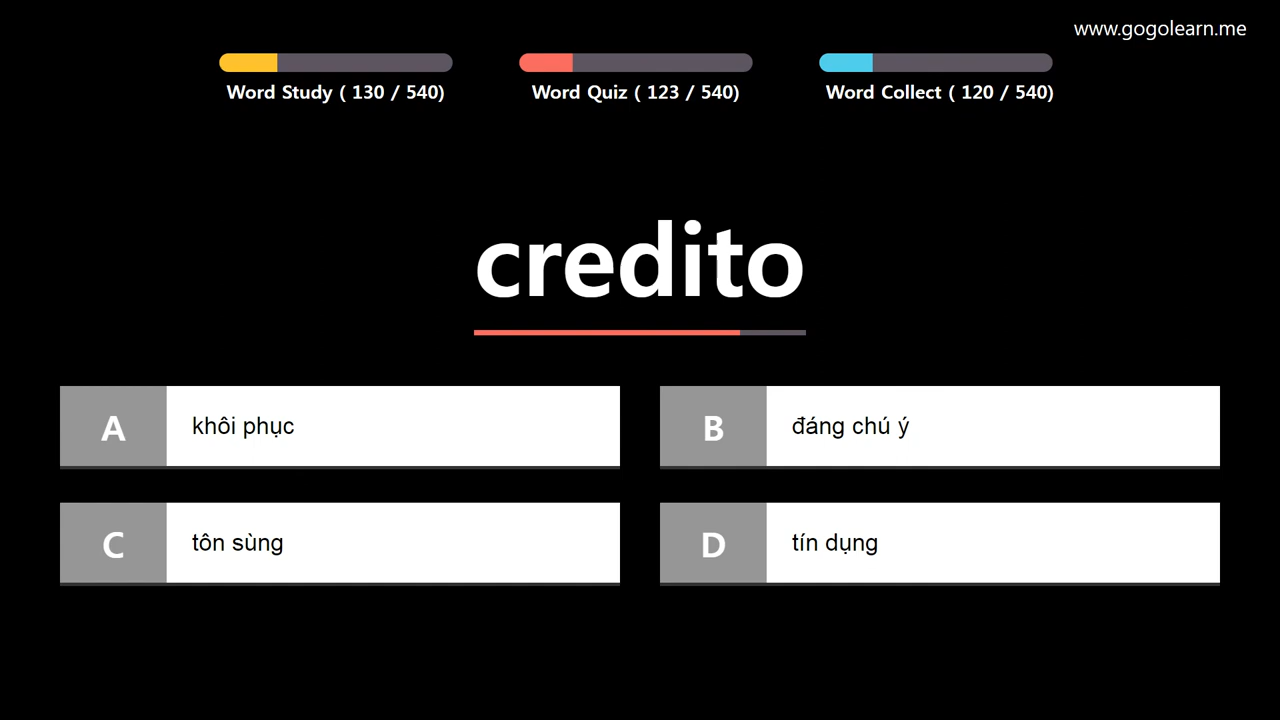 www.gogolearn.me
Word Study ( 130 / 540)
Word Quiz ( 123 / 540)
Word Collect ( 120 / 540)
credito
A khôi phục
B đáng chú ý
C tôn sùng
D tín dụng